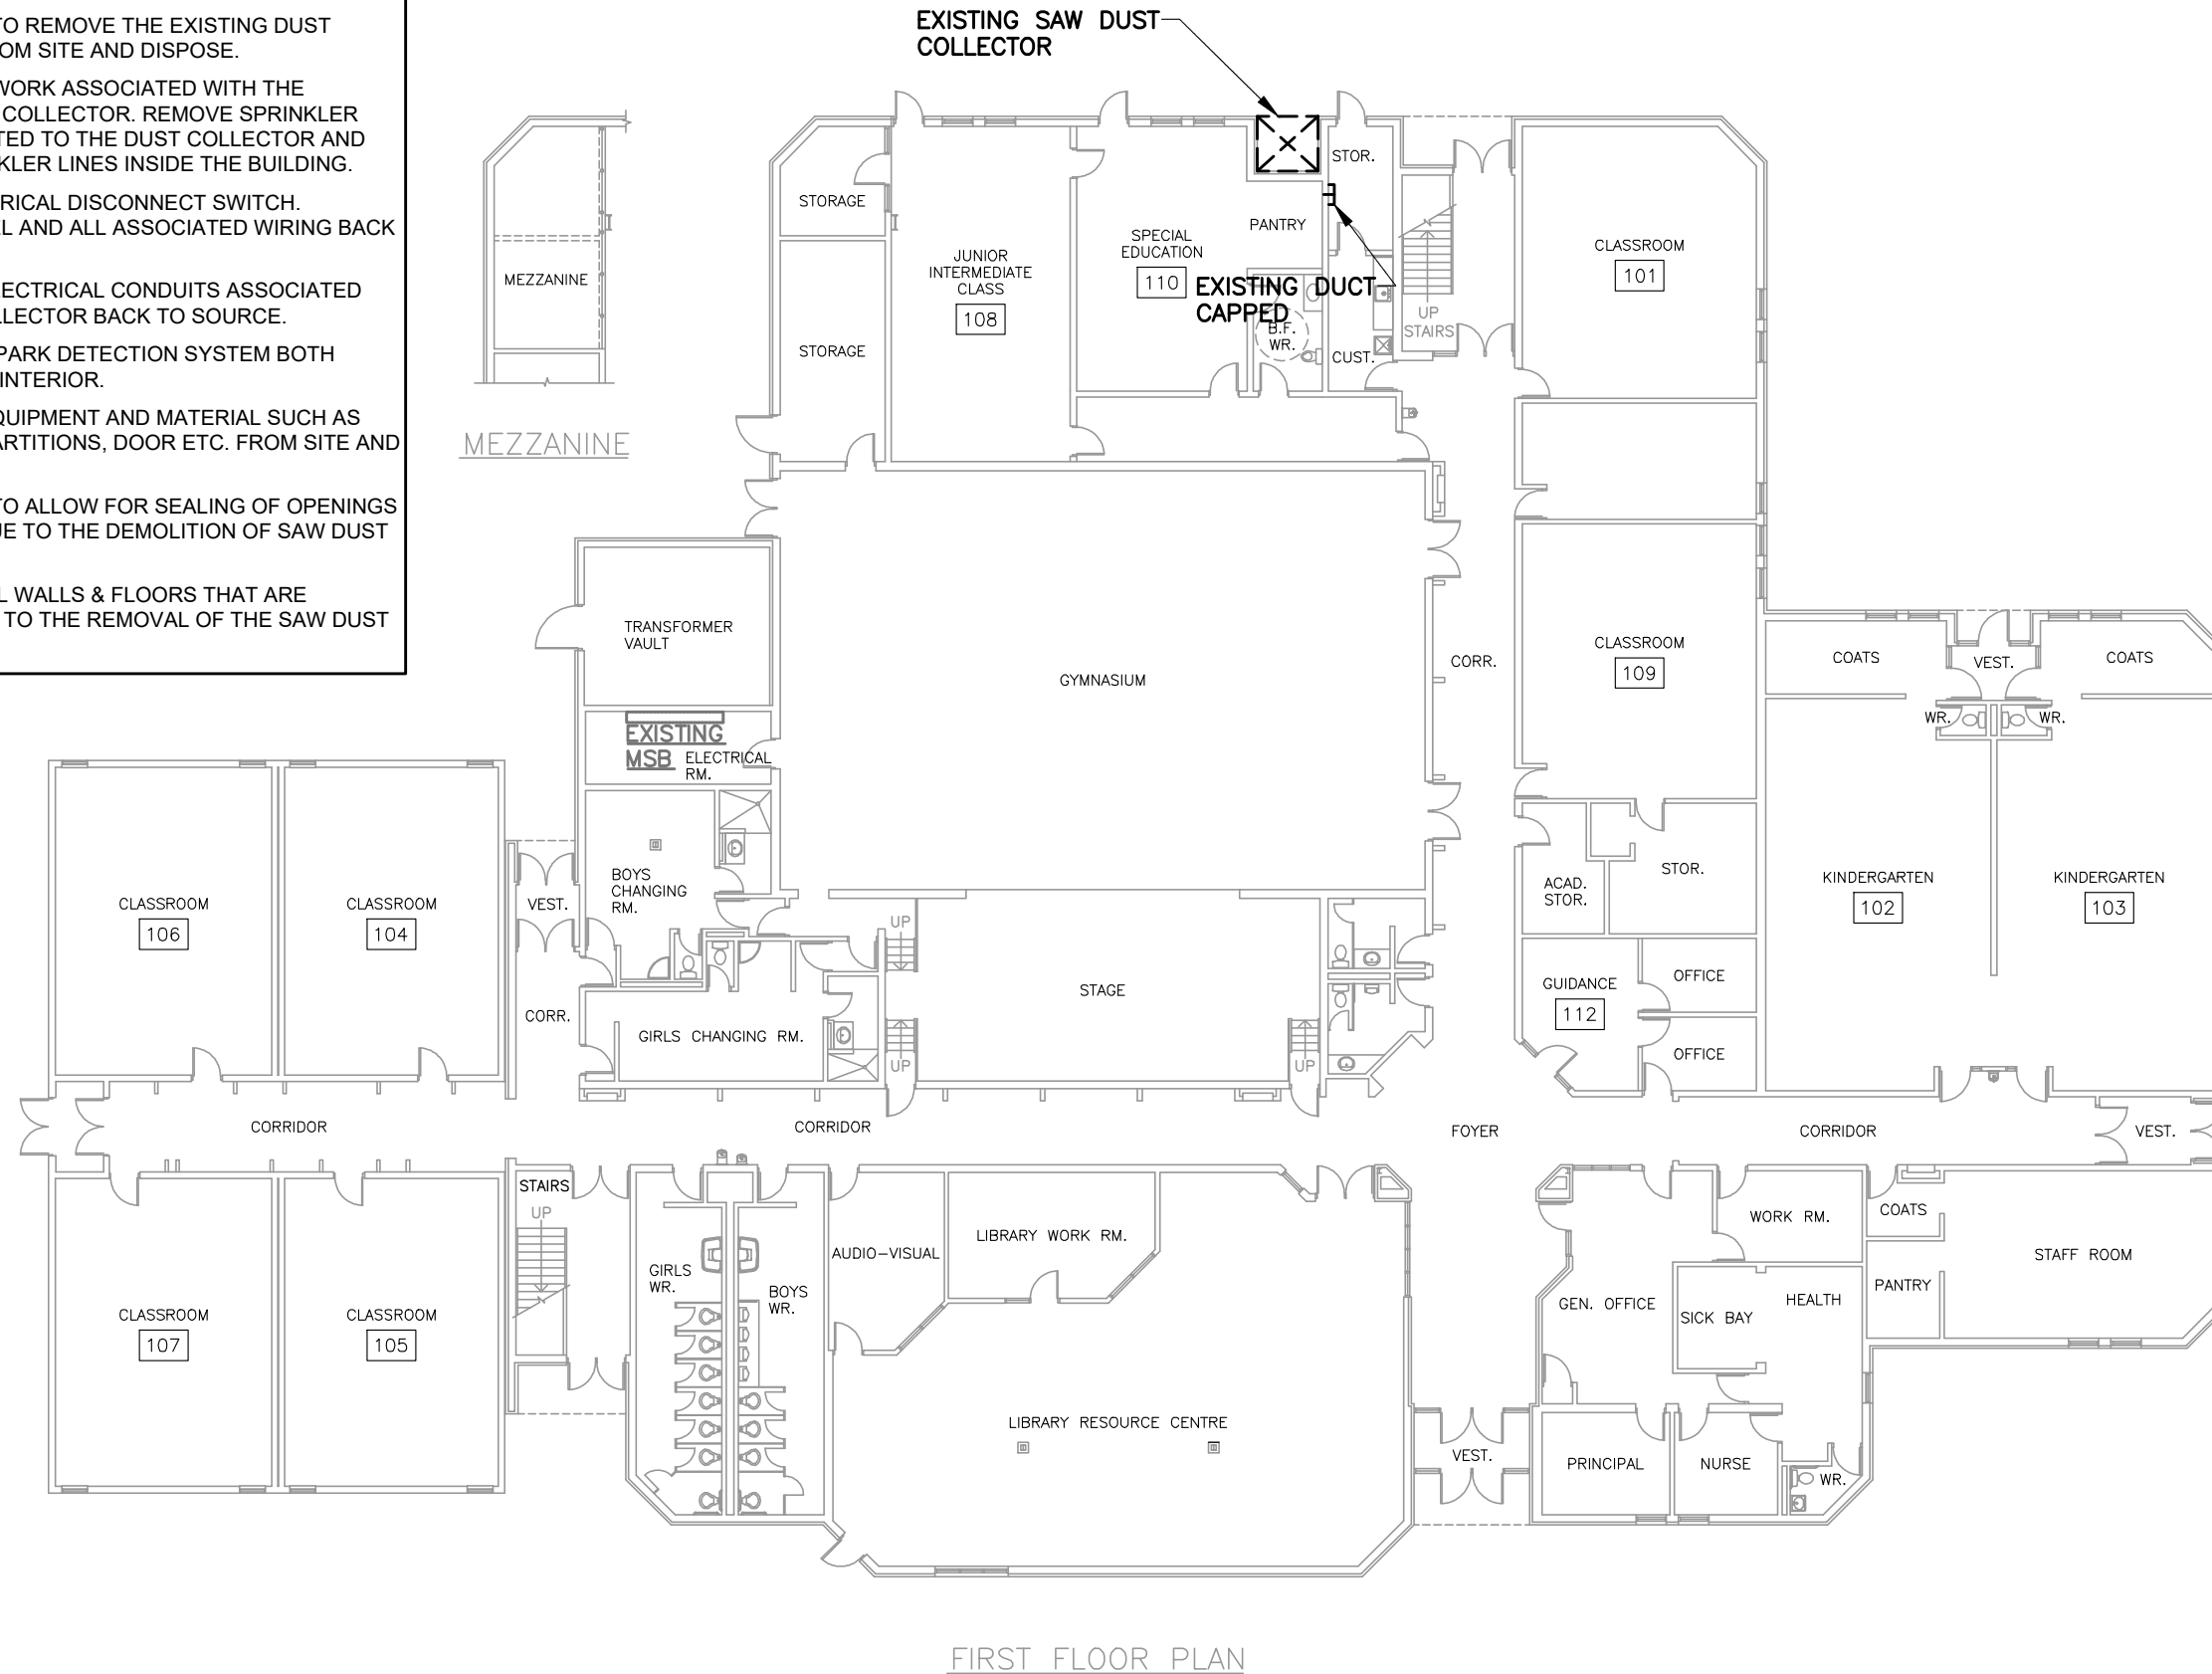 TO REMOVE THE EXISTING DUST
OM SITE AND DISPOSE.
WORK ASSOCIATED WITH THE
COLLECTOR. REMOVE SPRINKLER
TED TO THE DUST COLLECTOR AND
KLER LINES INSIDE THE BUILDING.
RICAL DISCONNECT SWITCH.
L AND ALL ASSOCIATED WIRING BACK
LECTRICAL CONDUITS ASSOCIATED
LLECTOR BACK TO SOURCE.
PARK DETECTION SYSTEM BOTH
INTERIOR.
QUIPMENT AND MATERIAL SUCH AS
ARTITIONS, DOOR ETC. FROM SITE AND
TO ALLOW FOR SEALING OF OPENINGS
UE TO THE DEMOLITION OF SAW DUST
L WALLS & FLOORS THAT ARE
TO THE REMOVAL OF THE SAW DUST
EXISTING SAW DUST
COLLECTOR
MEZZANINE
MEZZANINE
STORAGE
STORAGE
JUNIOR
INTERMEDIATE
CLASS
108
SPECIAL
EDUCATION
110
PANTRY
STOR.
EXISTING DUCT
CAPPED
B.F.
WR.
CUST.
UP
STAIRS
CLASSROOM
101
TRANSFORMER
VAULT
EXISTING
MSB
ELECTRICAL
RM.
GYMNASIUM
CORR.
CLASSROOM
109
COATS
VEST.
COATS
WR.
WR.
CLASSROOM
106
CLASSROOM
104
VEST.
BOYS
CHANGING
RM.
UP
ACAD.
STOR.
STOR.
KINDERGARTEN
102
KINDERGARTEN
103
CORR.
GIRLS CHANGING RM.
STAGE
UP
UP
GUIDANCE
112
OFFICE
OFFICE
CORRIDOR
CORRIDOR
FOYER
CORRIDOR
VEST.
STAIRS
UP
CLASSROOM
107
CLASSROOM
105
GIRLS
WR.
BOYS
WR.
AUDIO-VISUAL
LIBRARY WORK RM.
LIBRARY RESOURCE CENTRE
VEST.
GEN. OFFICE
WORK RM.
COATS
STAFF ROOM
PANTRY
SICK BAY
HEALTH
PRINCIPAL
NURSE
WR.
FIRST FLOOR PLAN